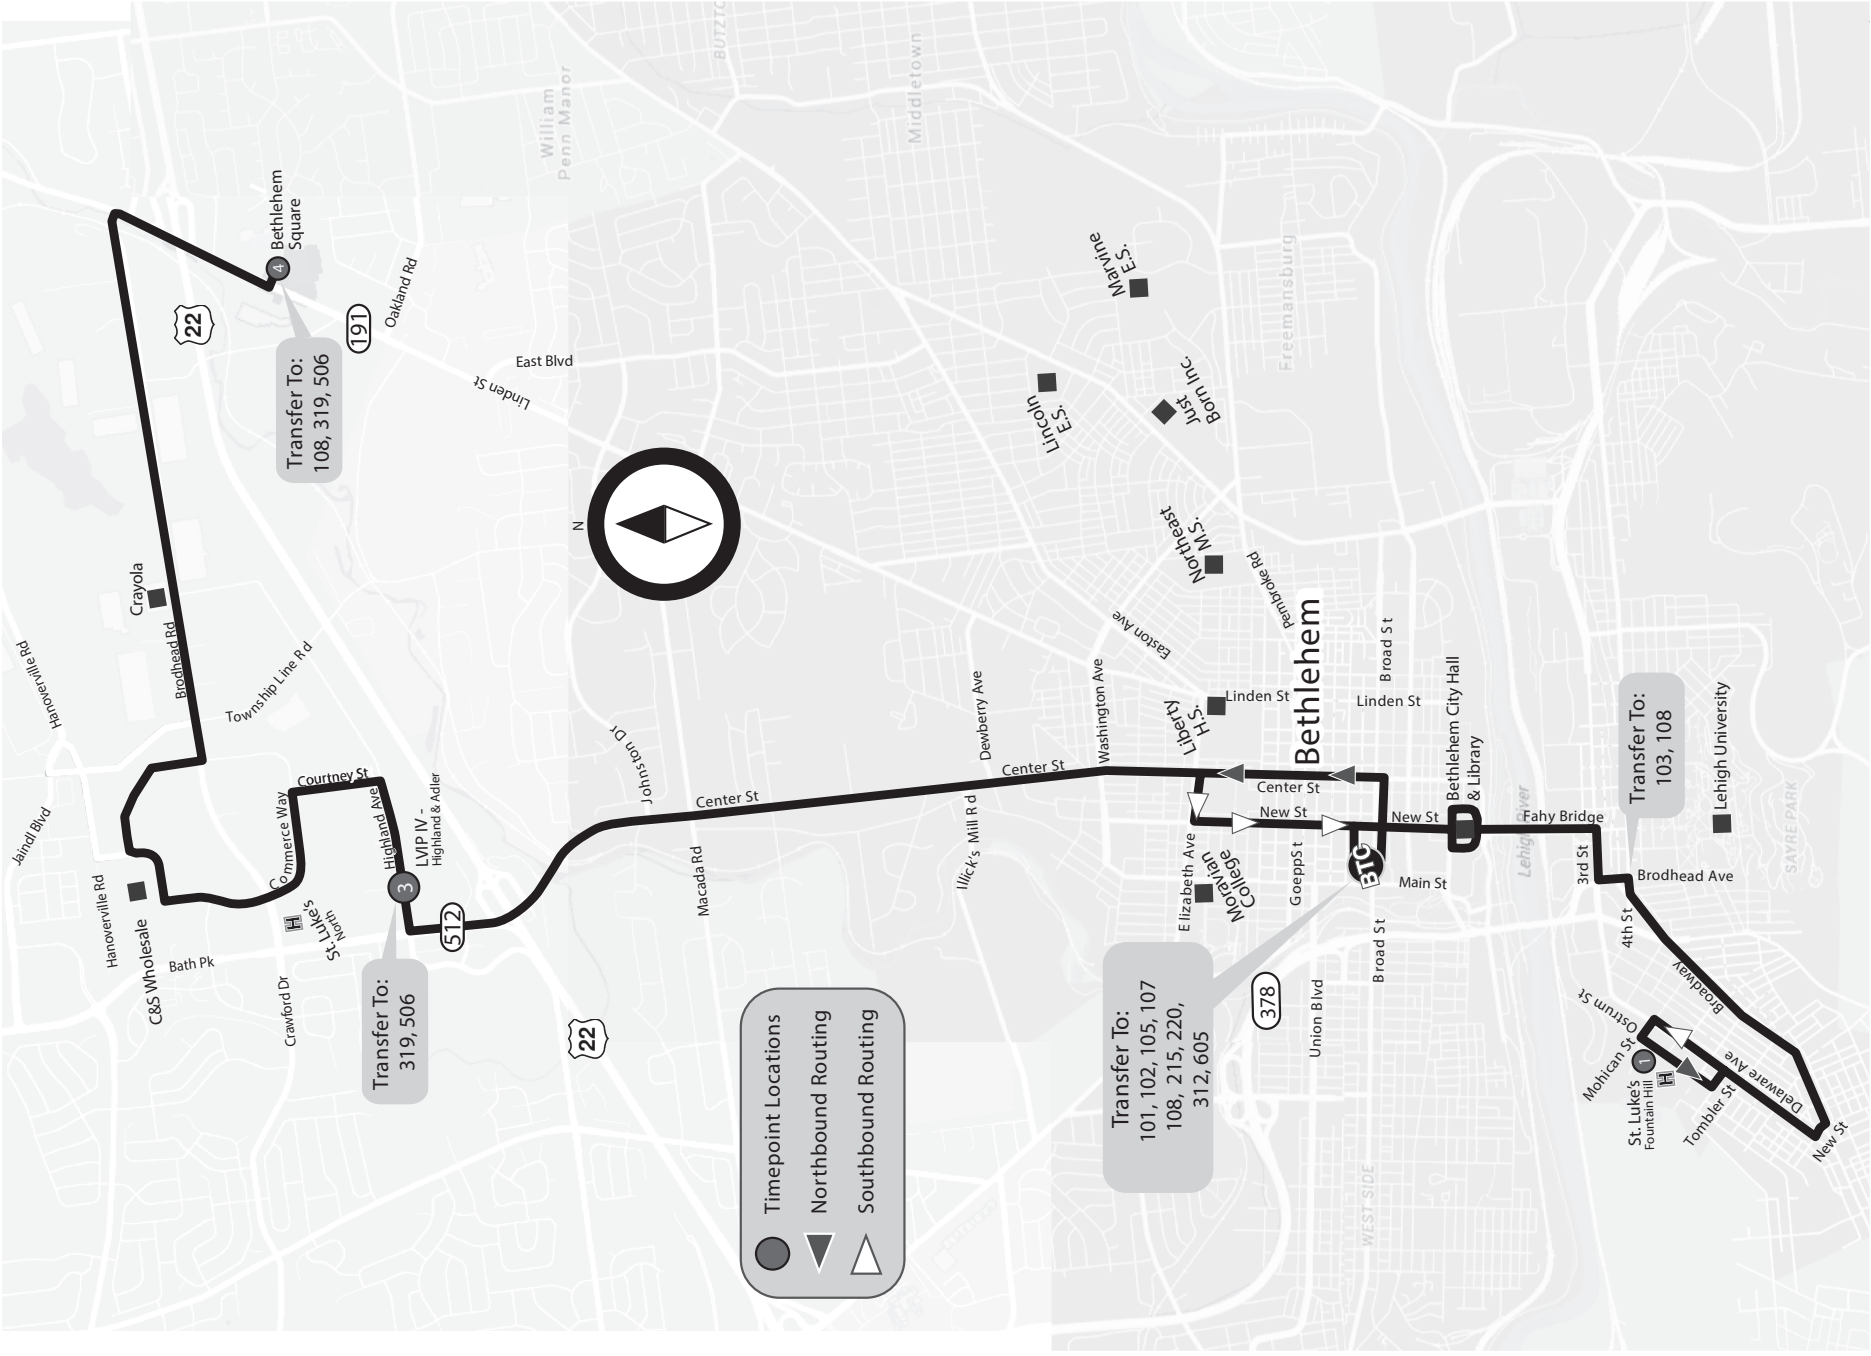 BUTZTO
Middletown
William
Penn Manor
Bethlehem
Square
4
22
191
Oakland Rd
Transfer To:
108, 319, 506
Linden St
East Blvd
Marvine
E.S.
Freemansburg
Lincoln
E.S.
Just
Born Inc.
N
Crayola
Brodhead Rd
Hanoverville Rd
Township Line Rd
Northeast
M.S.
Pembroke Rd
Easton Ave
Bethlehem
Broad St
Linden St
Linden St
Liberty
H.S.
Washington Ave
Dewberry Ave
Johnston Dr
Center St
Center St
Center St
New St
New St
Bethlehem City Hall
& Library
Fahy Bridge
Lehigh River
Transfer To:
103, 108
Lehigh University
SAYRE PARK
Jaindl Blvd
Courtney St
Commerce Way
Highland Ave
LVIP IV -
Highland & Adler
3
512
Hanoverville Rd
C&S Wholesale
Bath Pk
St. Luke's
North
H
Crawford Dr
Transfer To:
319, 506
22
Macada Rd
Illick's Mill Rd
Elizabeth Ave
Moravian
College
Goepp St
BTC
Main St
Broad St
3rd St
Brodhead Ave
4th St
Broadway
378
Union Blvd
Transfer To:
101, 102, 105, 107
108, 215, 220,
312, 605
WEST SIDE
Ostrum St
Mohican St
1
St. Luke's
Fountain Hill
H
Tombler St
Delaware Ave
New St
Timepoint Locations
Northbound Routing
Southbound Routing